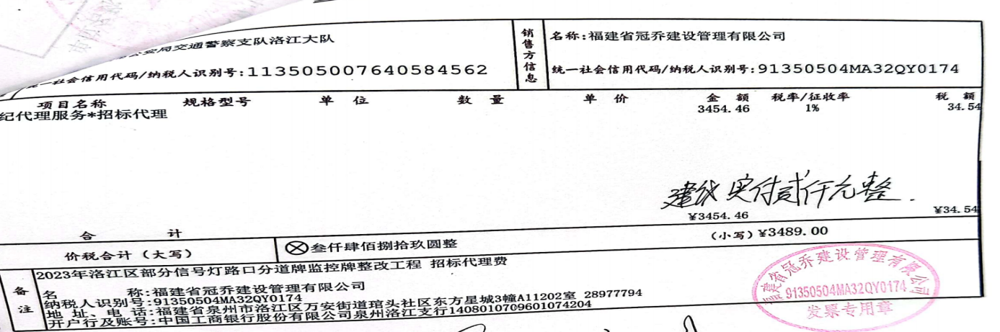 公安局交通警察支队洛江大队
统一社会信用代码/纳税人识别号:113505007640584562
销售方信息
名称:福建省冠乔建设管理有限公司
统一社会信用代码/纳税人识别号:91350504MA32QY0174
项目名称 规格型号 单位 数量 单价 金额 税率/征收率 税额
纪代理服务*招标代理 3454.46 1% 34.54
建议实付贰仟元整.
合计 ¥3454.46 ¥34.54
价税合计(大写) ⊗叁仟肆佰捌拾玖圆整 (小写)¥3489.00
备注
2023年洛江区部分信号灯路口分道牌监控牌整改工程 招标代理费
名称:福建省冠乔建设管理有限公司
纳税人识别号:91350504MA32QY0174
地址、电话:福建省泉州市洛江区万安街道琯头社区东方星城3幢A11202室 28977794
开户行及账号:中国工商银行股份有限公司泉州洛江支行1408010709601074204
福建省冠乔建设管理有限公司
91350504MA32QY0174
发票专用章